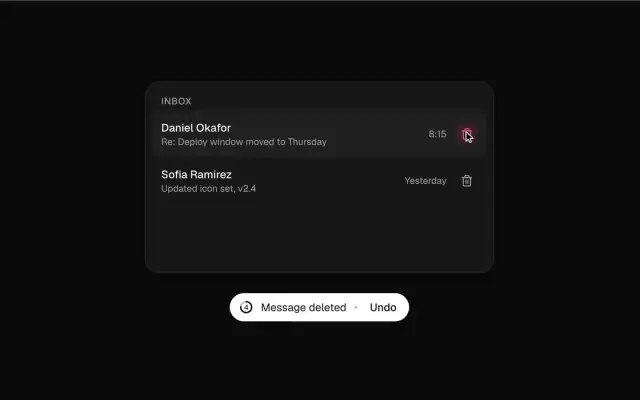 INBOX
Daniel Okafor
Re: Deploy window moved to Thursday
8:15
Sofia Ramirez
Updated icon set, v2.4
Yesterday
4 Message deleted • Undo